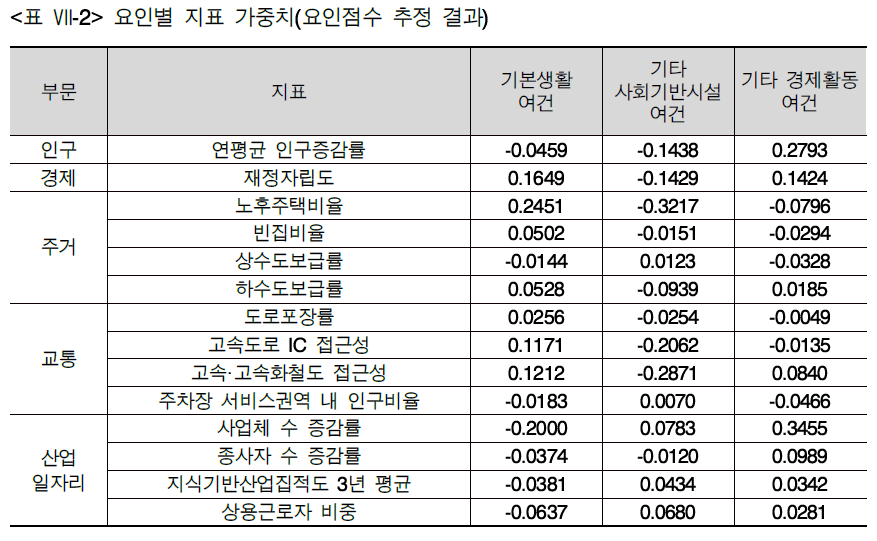 <표 Ⅶ-2> 요인별 지표 가중치(요인점수 추정 결과)
부문 지표 기본생활 여건 기타 사회기반시설 여건 기타 경제활동 여건
인구 연평균 인구증감률 -0.0459 -0.1438 0.2793
경제 재정자립도 0.1649 -0.1429 0.1424
주거 노후주택비율 0.2451 -0.3217 -0.0796
빈집비율 0.0502 -0.0151 -0.0294
상수도보급률 -0.0144 0.0123 -0.0328
하수도보급률 0.0528 -0.0939 0.0185
교통 도로포장률 0.0256 -0.0254 -0.0049
고속도로 IC 접근성 0.1171 -0.2062 -0.0135
고속·고속화철도 접근성 0.1212 -0.2871 0.0840
주차장 서비스권역 내 인구비율 -0.0183 0.0070 -0.0466
산업 일자리 사업체 수 증감률 -0.2000 0.0783 0.3455
종사자 수 증감률 -0.0374 -0.0120 0.0989
지식기반산업집적도 3년 평균 -0.0381 0.0434 0.0342
상용근로자 비중 -0.0637 0.0680 0.0281